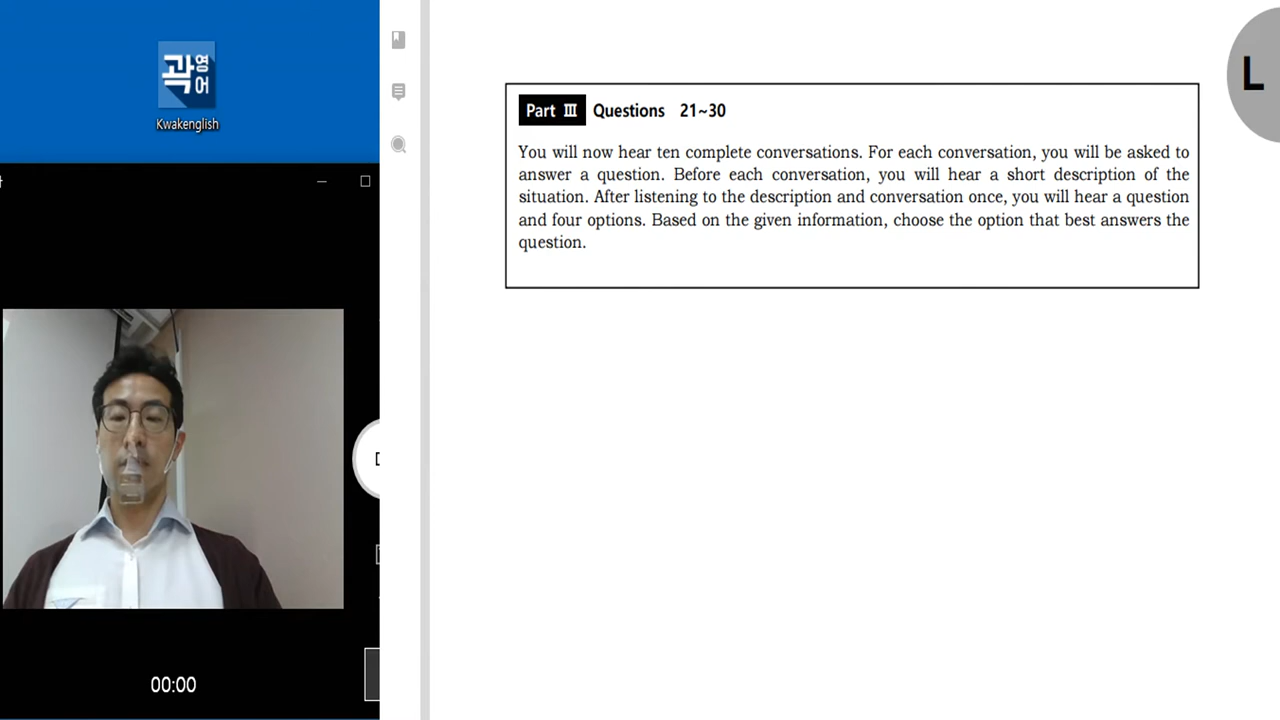 곽영어
Kwakenglish
00:00
Part Ⅲ Questions 21~30
You will now hear ten complete conversations. For each conversation, you will be asked to
answer a question. Before each conversation, you will hear a short description of the
situation. After listening to the description and conversation once, you will hear a question
and four options. Based on the given information, choose the option that best answers the
question.
L